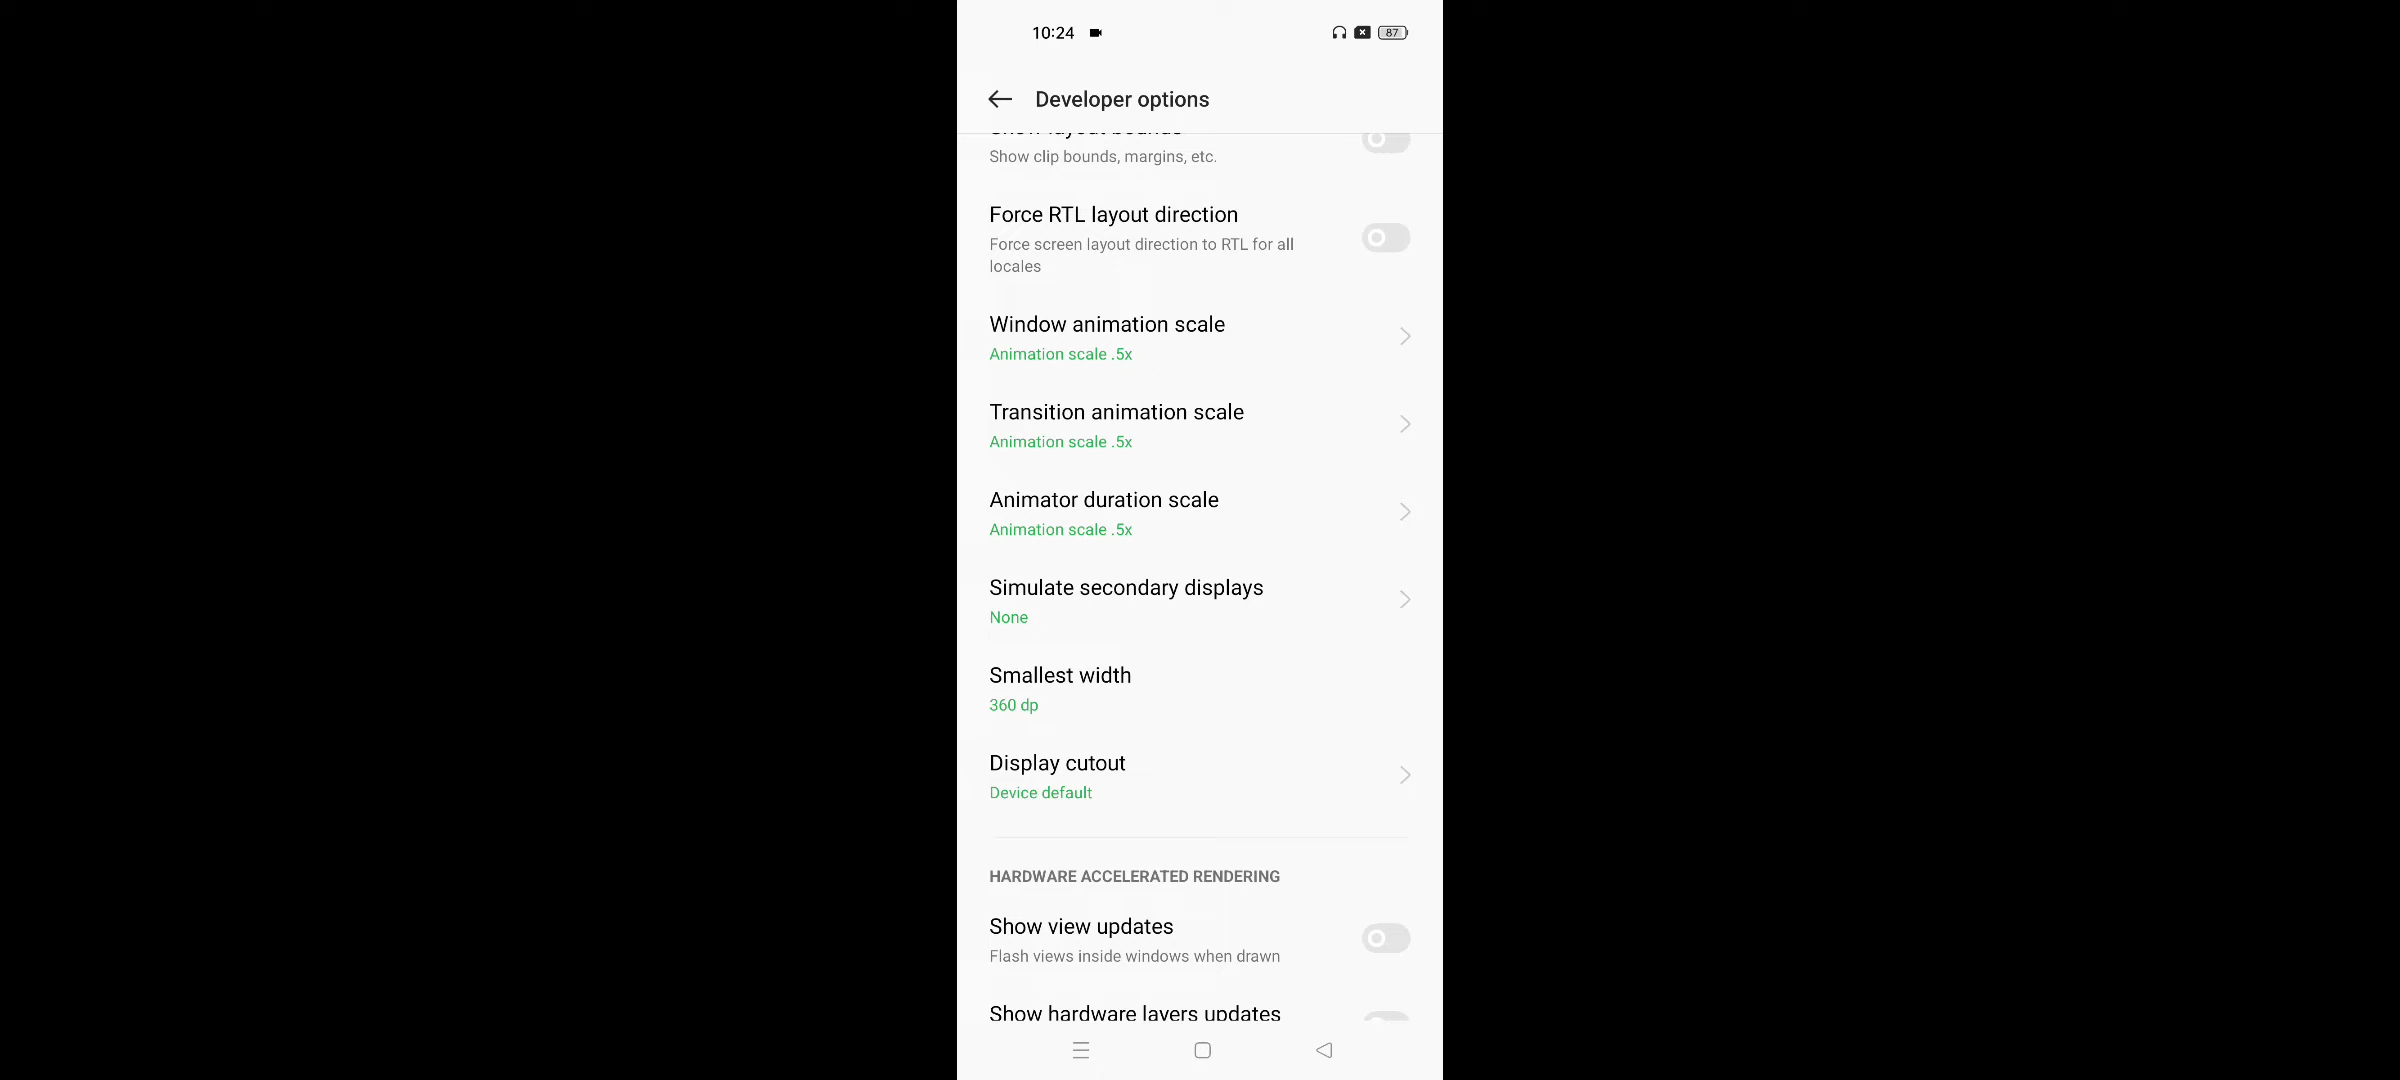 10:24
87
Developer options
Show layout bounds
Show clip bounds, margins, etc.
Force RTL layout direction
Force screen layout direction to RTL for all
locales
Window animation scale
Animation scale .5x
Transition animation scale
Animation scale .5x
Animator duration scale
Animation scale .5x
Simulate secondary displays
None
Smallest width
360 dp
Display cutout
Device default
HARDWARE ACCELERATED RENDERING
Show view updates
Flash views inside windows when drawn
Show hardware layers updates